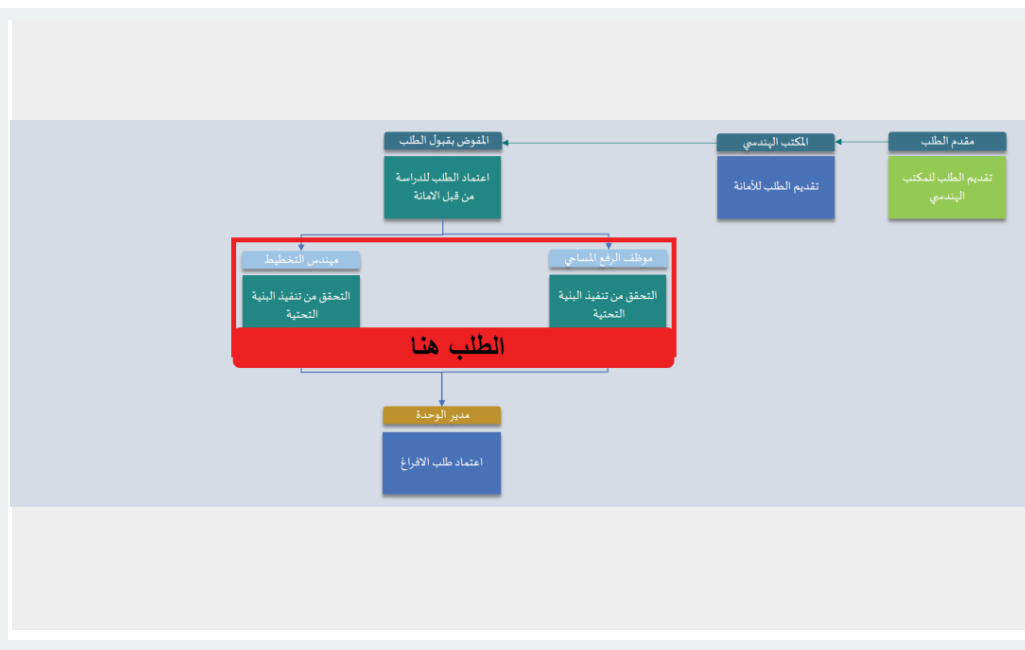 مقدم الطلب
تقديم الطلب للمكتب
الهندسي
المكتب الهندسي
تقديم الطلب للأمانة
المفوض بقبول الطلب
اعتماد الطلب للدراسة
من قبل الامانة
موظف الرفع المساحي
التحقق من تنفيذ البنية
التحتية
مهندس التخطيط
التحقق من تنفيذ البنية
التحتية
الطلب هنا
مدير الوحدة
اعتماد طلب الافراغ